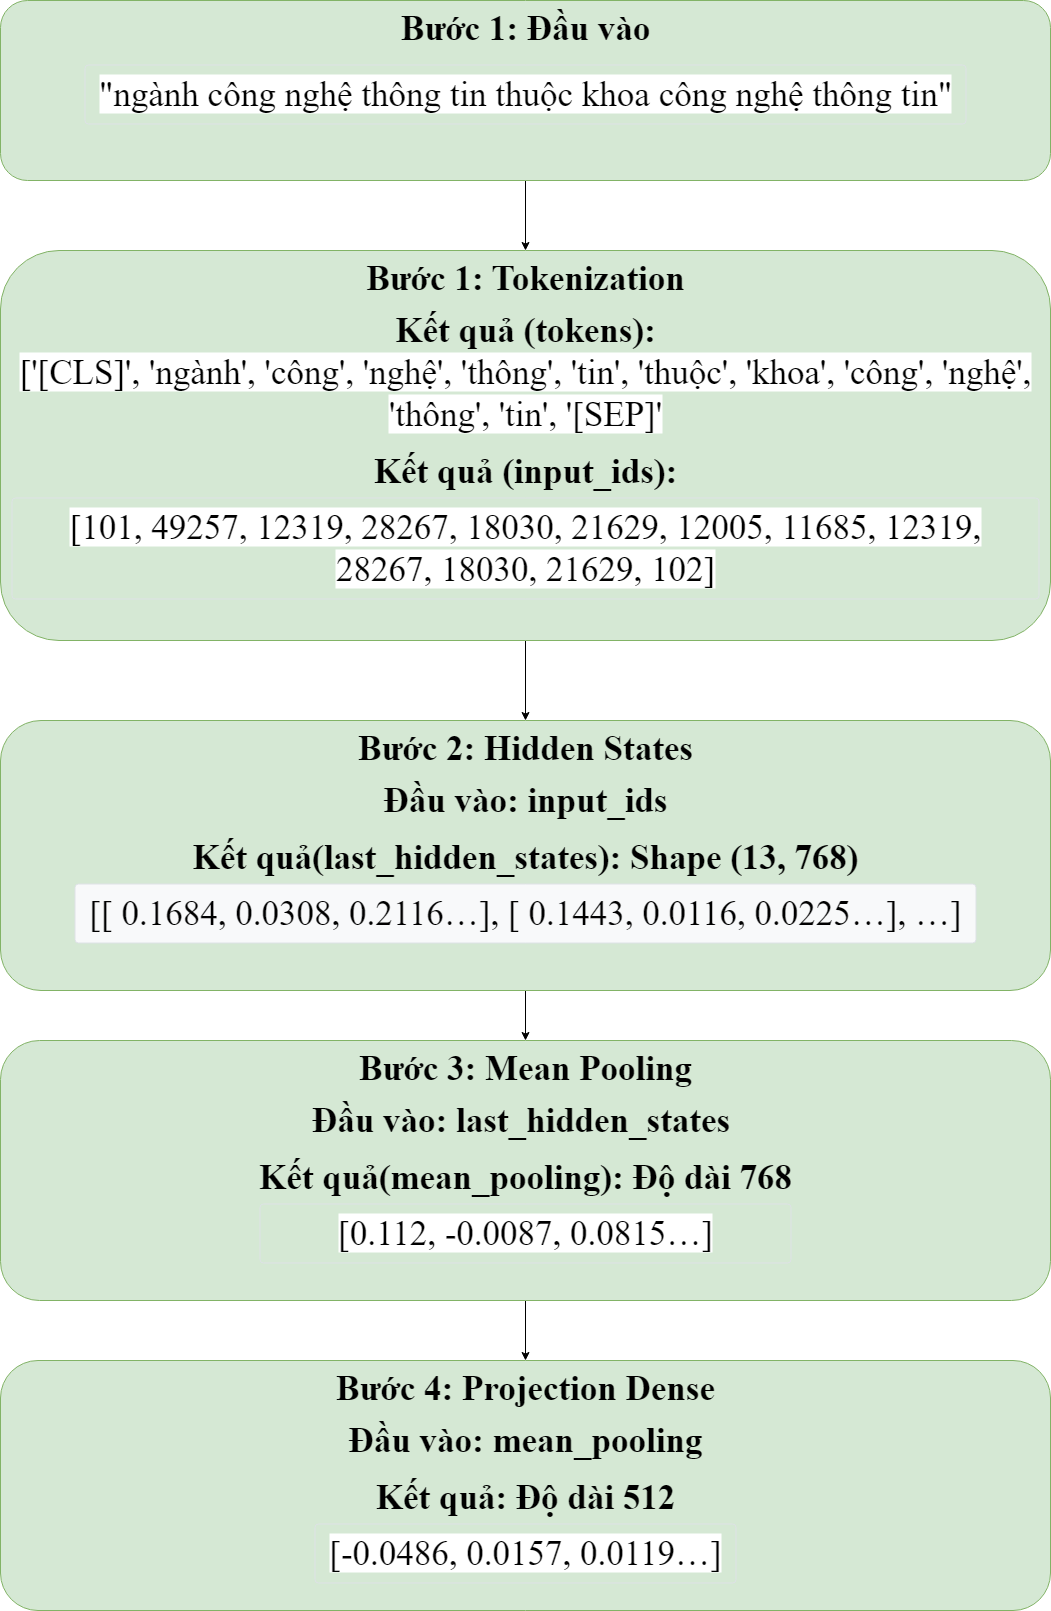 Bước 1: Đầu vào
"ngành công nghệ thông tin thuộc khoa công nghệ thông tin"
Bước 1: Tokenization
Kết quả (tokens):
['[CLS]', 'ngành', 'công', 'nghệ', 'thông', 'tin', 'thuộc', 'khoa', 'công', 'nghệ',
'thông', 'tin', '[SEP]'
Kết quả (input_ids):
[101, 49257, 12319, 28267, 18030, 21629, 12005, 11685, 12319,
28267, 18030, 21629, 102]
Bước 2: Hidden States
Đầu vào: input_ids
Kết quả(last_hidden_states): Shape (13, 768)
[[ 0.1684, 0.0308, 0.2116…], [ 0.1443, 0.0116, 0.0225…], …]
Bước 3: Mean Pooling
Đầu vào: last_hidden_states
Kết quả(mean_pooling): Độ dài 768
[0.112, -0.0087, 0.0815…]
Bước 4: Projection Dense
Đầu vào: mean_pooling
Kết quả: Độ dài 512
[-0.0486, 0.0157, 0.0119…]